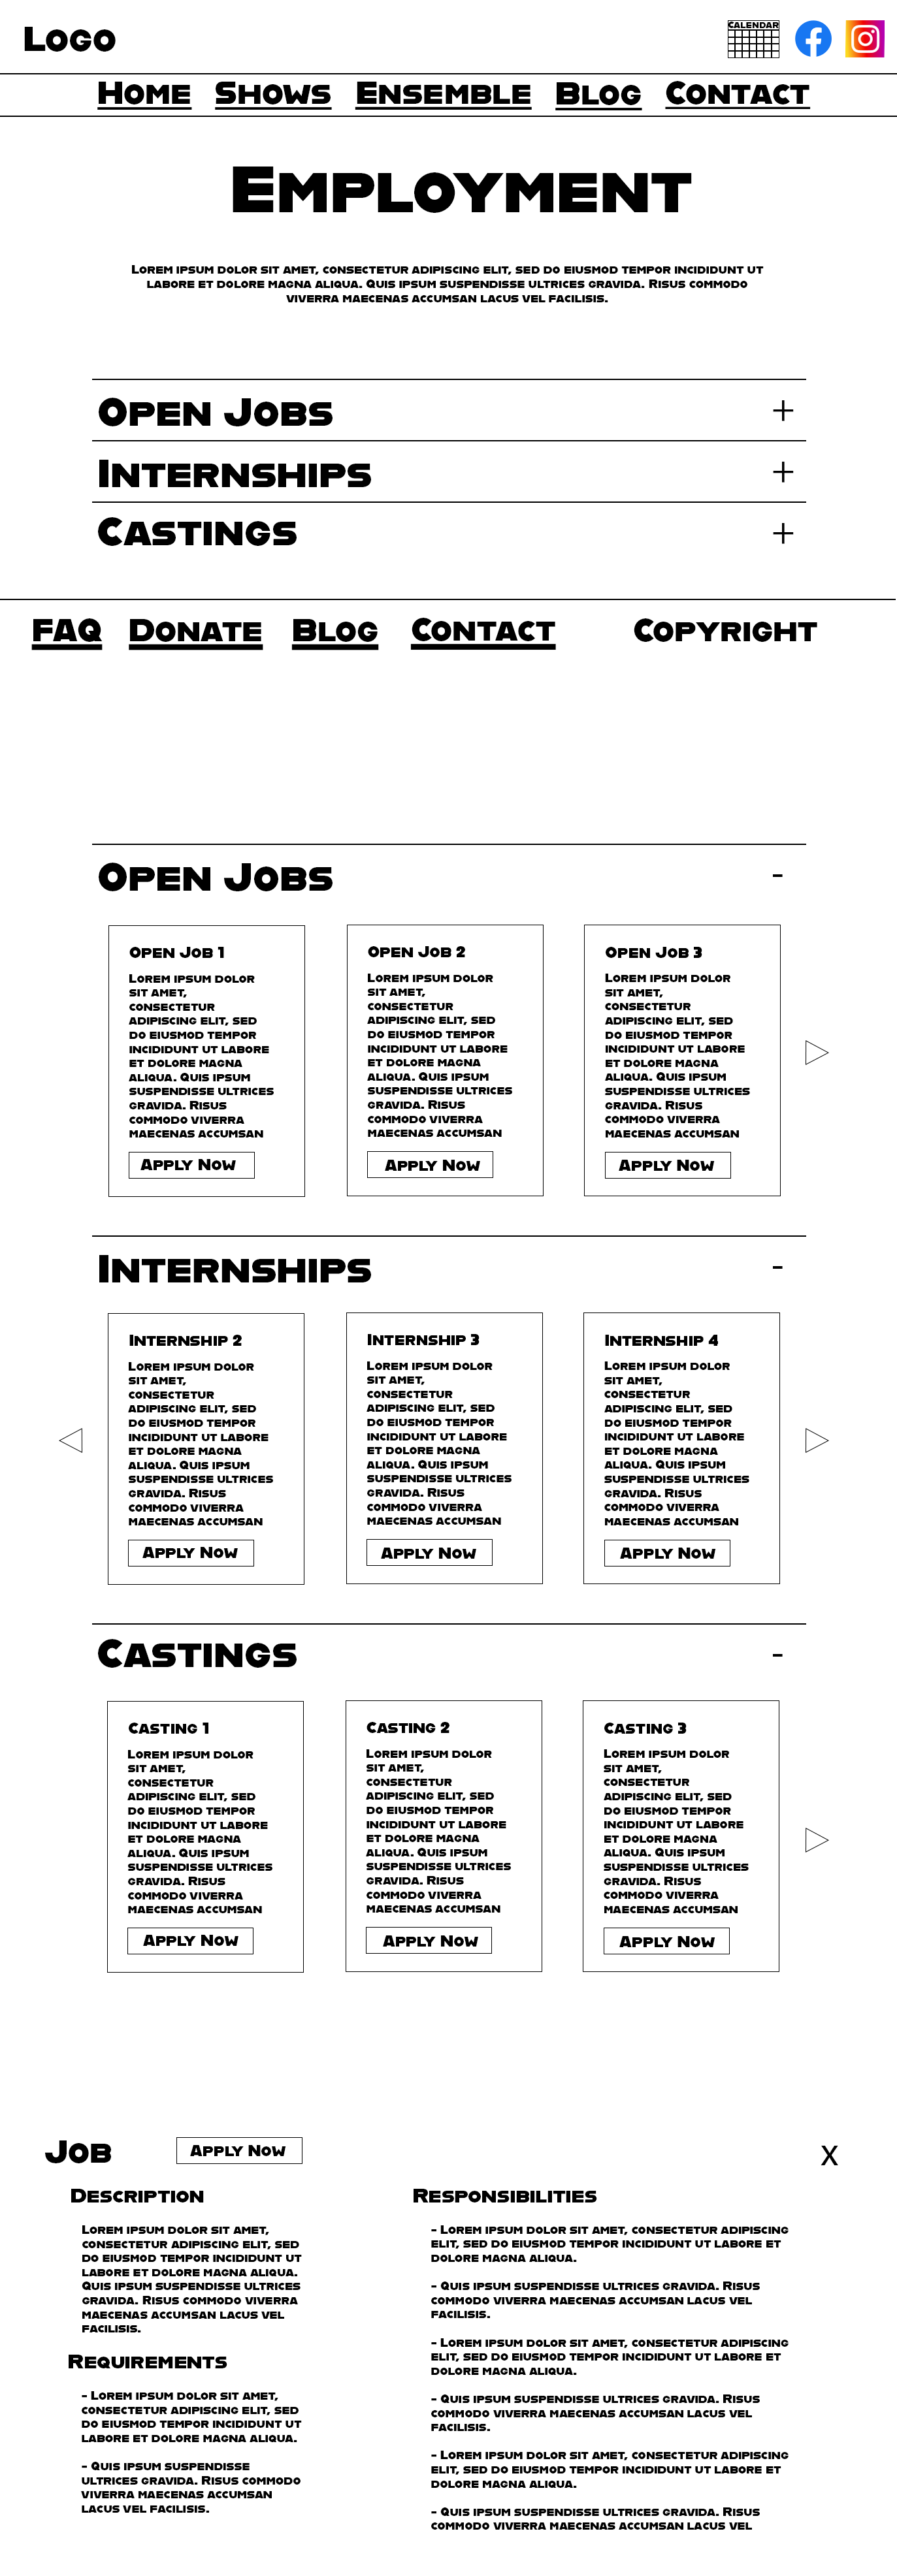 Logo
Calendar
Home Shows Ensemble Blog Contact
Employment
Lorem ipsum dolor sit amet, consectetur adipiscing elit, sed do eiusmod tempor incididunt ut
labore et dolore magna aliqua. Quis ipsum suspendisse ultrices gravida. Risus commodo
viverra maecenas accumsan lacus vel facilisis.
Open Jobs +
Internships +
Castings +
FAQ Donate Blog Contact Copyright
Open Jobs -
Open Job 1
Lorem ipsum dolor
sit amet,
consectetur
adipiscing elit, sed
do eiusmod tempor
incididunt ut labore
et dolore magna
aliqua. Quis ipsum
suspendisse ultrices
gravida. Risus
commodo viverra
maecenas accumsan
Apply Now
Open Job 2
Lorem ipsum dolor
sit amet,
consectetur
adipiscing elit, sed
do eiusmod tempor
incididunt ut labore
et dolore magna
aliqua. Quis ipsum
suspendisse ultrices
gravida. Risus
commodo viverra
maecenas accumsan
Apply Now
Open Job 3
Lorem ipsum dolor
sit amet,
consectetur
adipiscing elit, sed
do eiusmod tempor
incididunt ut labore
et dolore magna
aliqua. Quis ipsum
suspendisse ultrices
gravida. Risus
commodo viverra
maecenas accumsan
Apply Now
Internships -
Internship 2
Lorem ipsum dolor
sit amet,
consectetur
adipiscing elit, sed
do eiusmod tempor
incididunt ut labore
et dolore magna
aliqua. Quis ipsum
suspendisse ultrices
gravida. Risus
commodo viverra
maecenas accumsan
Apply Now
Internship 3
Lorem ipsum dolor
sit amet,
consectetur
adipiscing elit, sed
do eiusmod tempor
incididunt ut labore
et dolore magna
aliqua. Quis ipsum
suspendisse ultrices
gravida. Risus
commodo viverra
maecenas accumsan
Apply Now
Internship 4
Lorem ipsum dolor
sit amet,
consectetur
adipiscing elit, sed
do eiusmod tempor
incididunt ut labore
et dolore magna
aliqua. Quis ipsum
suspendisse ultrices
gravida. Risus
commodo viverra
maecenas accumsan
Apply Now
Castings -
Casting 1
Lorem ipsum dolor
sit amet,
consectetur
adipiscing elit, sed
do eiusmod tempor
incididunt ut labore
et dolore magna
aliqua. Quis ipsum
suspendisse ultrices
gravida. Risus
commodo viverra
maecenas accumsan
Apply Now
Casting 2
Lorem ipsum dolor
sit amet,
consectetur
adipiscing elit, sed
do eiusmod tempor
incididunt ut labore
et dolore magna
aliqua. Quis ipsum
suspendisse ultrices
gravida. Risus
commodo viverra
maecenas accumsan
Apply Now
Casting 3
Lorem ipsum dolor
sit amet,
consectetur
adipiscing elit, sed
do eiusmod tempor
incididunt ut labore
et dolore magna
aliqua. Quis ipsum
suspendisse ultrices
gravida. Risus
commodo viverra
maecenas accumsan
Apply Now
Job Apply Now X
Description
Lorem ipsum dolor sit amet,
consectetur adipiscing elit, sed
do eiusmod tempor incididunt ut
labore et dolore magna aliqua.
Quis ipsum suspendisse ultrices
gravida. Risus commodo viverra
maecenas accumsan lacus vel
facilisis.
Requirements
- Lorem ipsum dolor sit amet,
consectetur adipiscing elit, sed
do eiusmod tempor incididunt ut
labore et dolore magna aliqua.
- Quis ipsum suspendisse
ultrices gravida. Risus commodo
viverra maecenas accumsan
lacus vel facilisis.
Responsibilities
- Lorem ipsum dolor sit amet, consectetur adipiscing
elit, sed do eiusmod tempor incididunt ut labore et
dolore magna aliqua.
- Quis ipsum suspendisse ultrices gravida. Risus
commodo viverra maecenas accumsan lacus vel
facilisis.
- Lorem ipsum dolor sit amet, consectetur adipiscing
elit, sed do eiusmod tempor incididunt ut labore et
dolore magna aliqua.
- Quis ipsum suspendisse ultrices gravida. Risus
commodo viverra maecenas accumsan lacus vel
facilisis.
- Lorem ipsum dolor sit amet, consectetur adipiscing
elit, sed do eiusmod tempor incididunt ut labore et
dolore magna aliqua.
- Quis ipsum suspendisse ultrices gravida. Risus
commodo viverra maecenas accumsan lacus vel